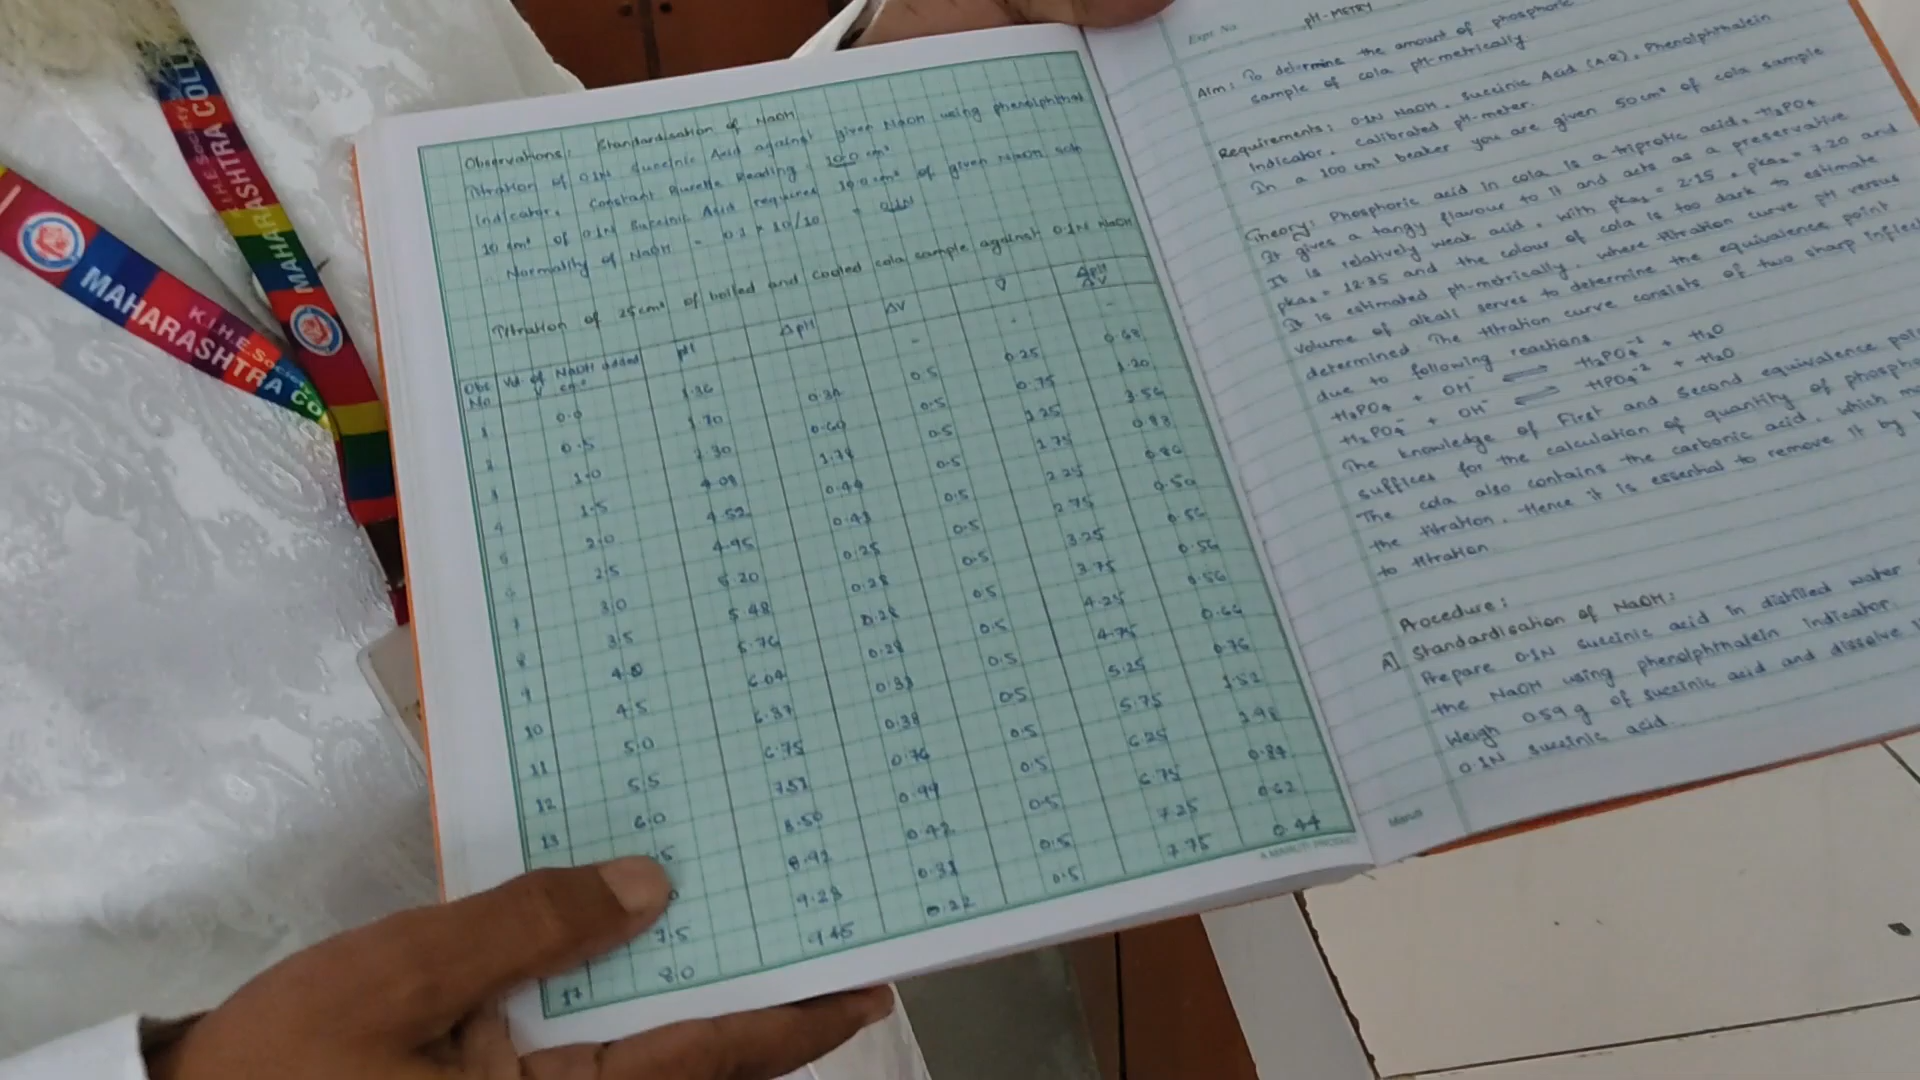 Observations: Standardisation of NaOH
Titration of 0.1N Succinic Acid against given NaOH using phenolphthal
Indicator. Constant Burette Reading = 10.0 cm³
10 cm³ of 0.1N Succinic Acid requires 10.0 cm³ of given NaOH soln
∴ Normality of NaOH = 0.1 × 10/10 = 0.1N
Titration of 25cm³ of boiled and cooled cola sample against 0.1N NaOH
Obs No Vol. of NaOH added V cm³ pH ΔpH ΔV V̄ ΔpH/ΔV
1 0.0 1.36 - - - -
2 0.5 1.70 0.34 0.5 0.25 0.68
3 1.0 2.30 0.60 0.5 0.75 1.20
4 1.5 4.08 1.78 0.5 1.25 3.56
5 2.0 4.52 0.44 0.5 1.75 0.88
6 2.5 4.95 0.43 0.5 2.25 0.86
7 3.0 5.20 0.25 0.5 2.75 0.50
8 3.5 5.48 0.28 0.5 3.25 0.56
9 4.0 5.76 0.28 0.5 3.75 0.56
10 4.5 6.04 0.28 0.5 4.25 0.56
11 5.0 6.37 0.33 0.5 4.75 0.66
12 5.5 6.75 0.38 0.5 5.25 0.76
13 6.0 7.51 0.76 0.5 5.75 1.52
.5 8.50 0.99 0.5 6.25 1.98
0 8.92 0.42 0.5 6.75 0.84
7.5 9.23 0.31 0.5 7.25 0.62
17 8.0 9.45 0.22 0.5 7.75 0.44
A MARUTI PRODUCT
Expt. No. pH-METRY
Aim: To determine the amount of phosphoric
sample of cola pH-metrically.
Requirements: 0.1N NaOH, Succinic Acid (A.R), Phenolphthalein
Indicator, calibrated pH-meter.
In a 100 cm³ beaker you are given 50cm³ of cola sample
Theory: Phosphoric acid in cola is a triprotic acid, H₃PO₄
It gives a tangy flavour to it and acts as a preservative
It is relatively weak acid, with pka₁ = 2.15, pka₂ = 7.20 and
pka₃ = 12.35 and the colour of cola is too dark to estimate
It is estimated pH-metrically, where titration curve pH versus
volume of alkali serves to determine the equivalence point
determined. The titration curve consists of two sharp inflec
due to following reactions
H₃PO₄ + OH⁻ ⇌ H₂PO₄⁻¹ + H₂O
H₂PO₄⁻ + OH⁻ ⇌ HPO₄⁻² + H₂O
The knowledge of first and second equivalence poi
suffices for the calculation of quantity of phospho
The cola also contains the carbonic acid, which m
the titration. Hence it is essential to remove it by
to titration
Procedure:
A] Standardisation of NaOH:
Prepare 0.1N succinic acid in distilled water
the NaOH using phenolphthalein indicator.
Weigh 0.59 g of succinic acid and dissolve
0.1N succinic acid.
Maruti
K.I.H.E.Society
MAHARASHTRA COLL
MAHARA
K.I.H.E.Society
MAHARASHTRA CO